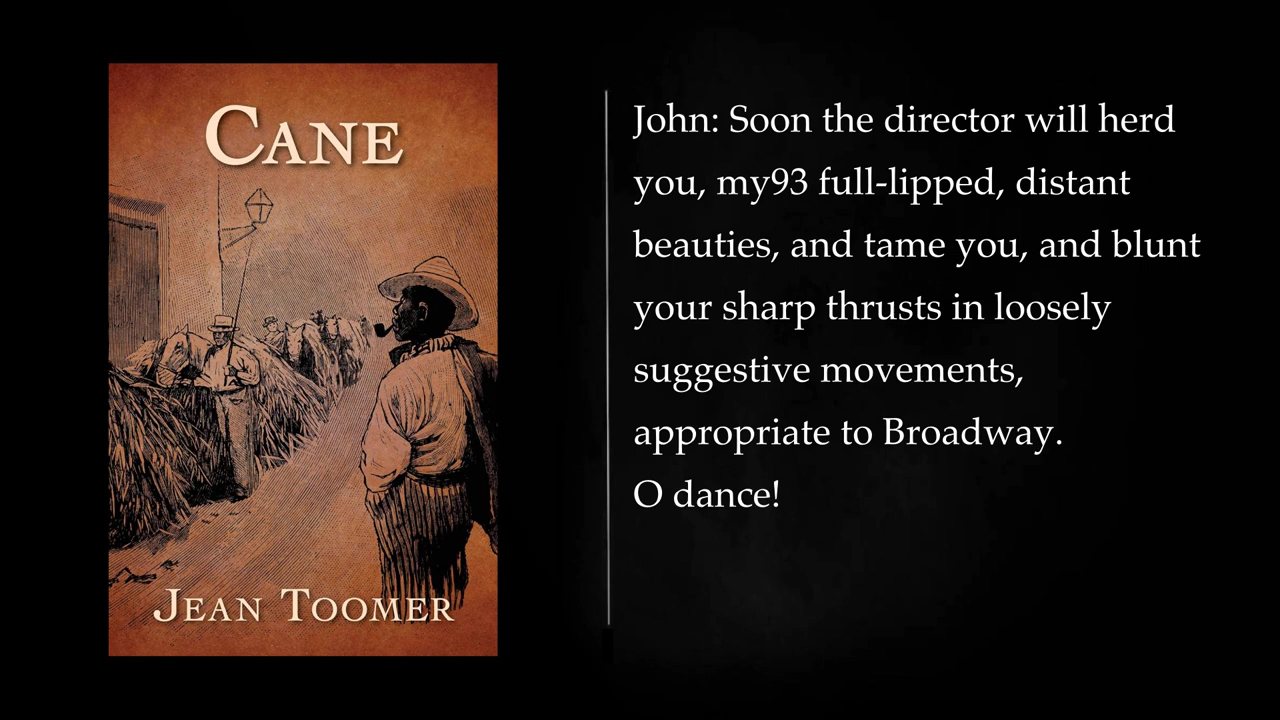 CANE
JEAN TOOMER
John: Soon the director will herd
you, my93 full-lipped, distant
beauties, and tame you, and blunt
your sharp thrusts in loosely
suggestive movements,
appropriate to Broadway.
O dance!